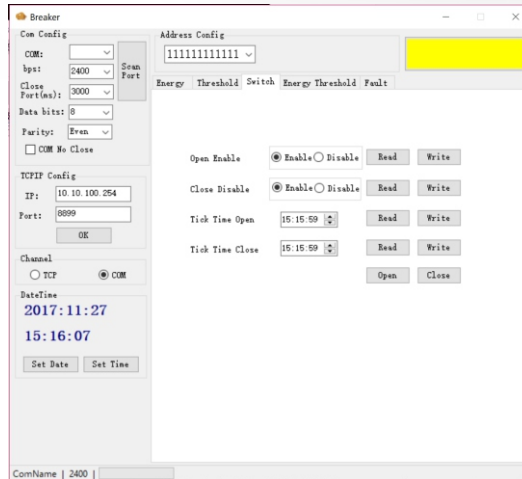 Breaker
Com Config
COM:
bps: 2400
Scan Port
Close Port(ms): 3000
Data bits: 8
Parity: Even
COM No Close
TCPIP Config
IP: 10.10.100.254
Port: 8899
OK
Channel
TCP COM
DateTime
2017:11:27
15:16:07
Set Date Set Time
Address Config
111111111111
Energy Threshold Switch Energy Threshold Fault
Open Enable Enable Disable Read Write
Close Disable Enable Disable Read Write
Tick Time Open 15:15:59 Read Write
Tick Time Close 15:15:59 Read Write
Open Close
ComName | 2400 |